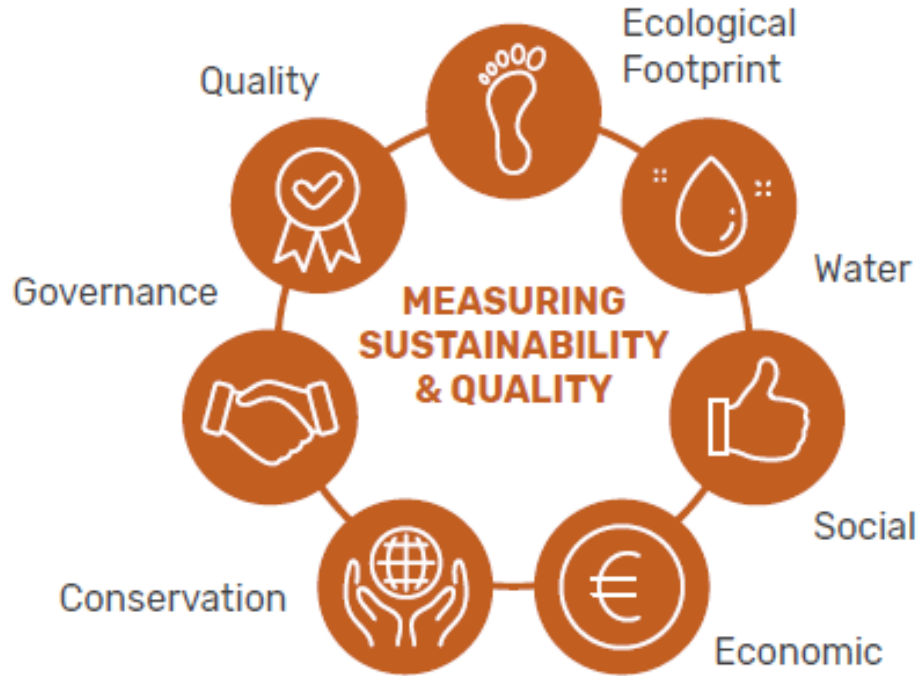 Ecological
Footprint
Quality
Water
Governance
MEASURING
SUSTAINABILITY
& QUALITY
Social
Conservation
Economic